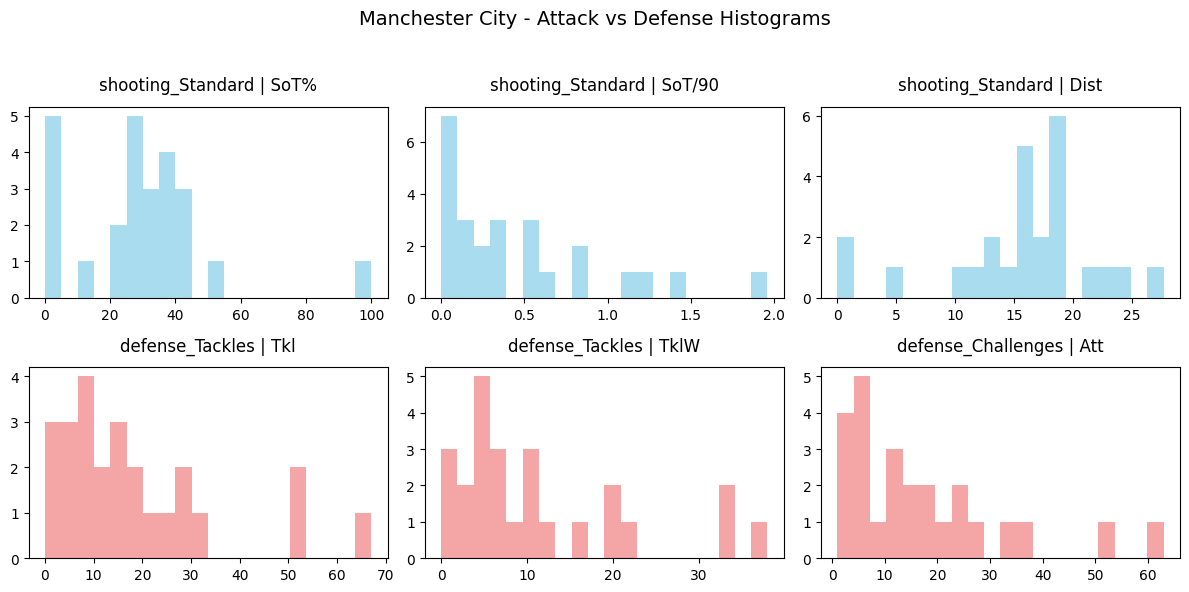 Manchester City - Attack vs Defense Histograms
shooting_Standard | SoT%
shooting_Standard | SoT/90
shooting_Standard | Dist
5
4
3
2
1
0
0 20 40 60 80 100
6
4
2
0
0.0 0.5 1.0 1.5 2.0
6
4
2
0
0 5 10 15 20 25
defense_Tackles | Tkl
defense_Tackles | TklW
defense_Challenges | Att
4
3
2
1
0
0 10 20 30 40 50 60 70
5
4
3
2
1
0
0 10 20 30
5
4
3
2
1
0
0 10 20 30 40 50 60